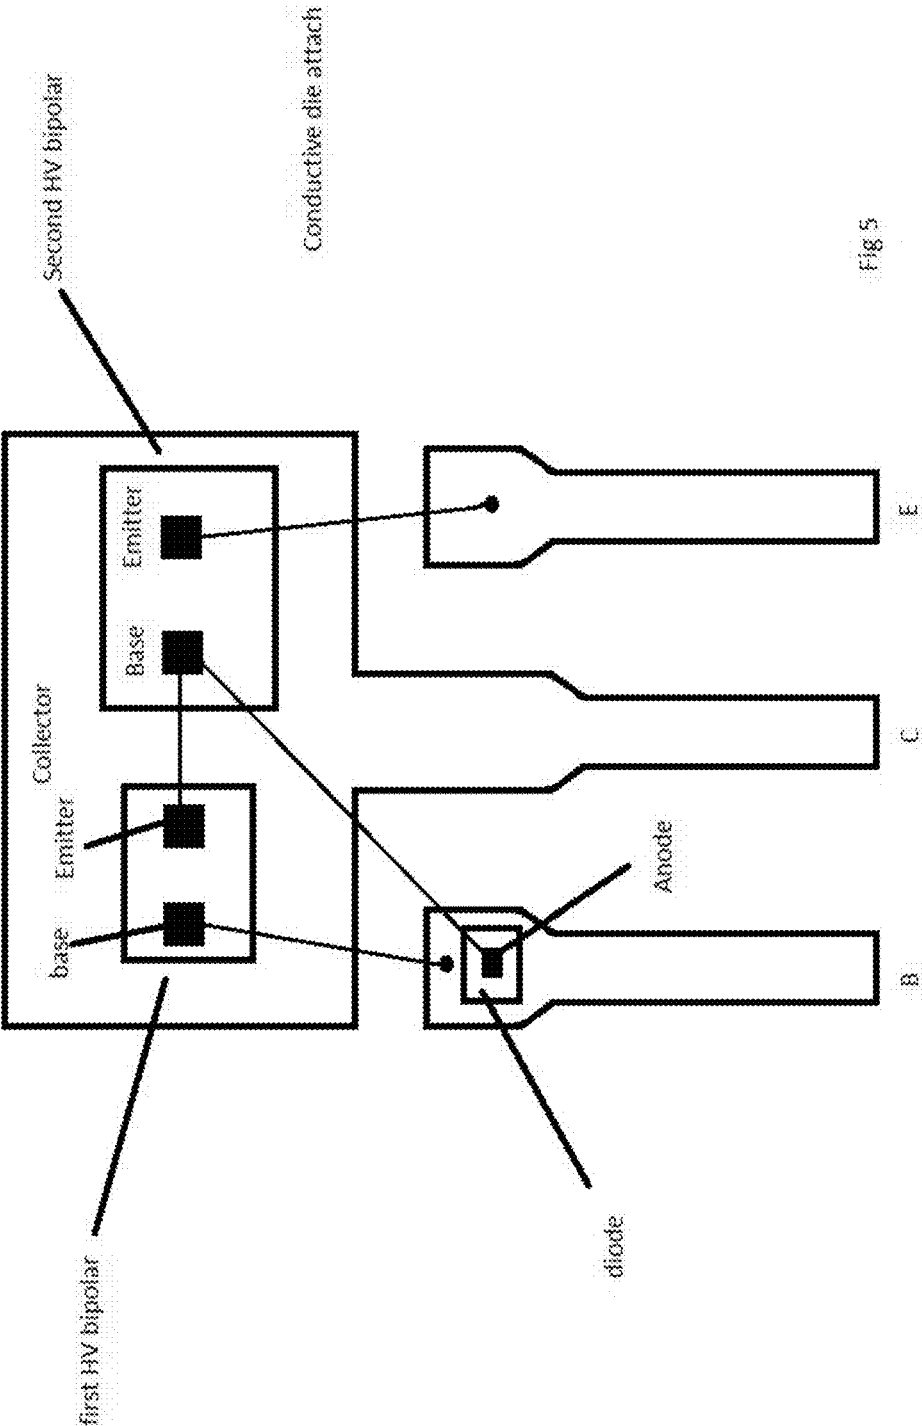 first HV bipolar
Second HV bipolar
Collector
base
Emitter
Base
Emitter
Conductive die attach
diode
Anode
B
C
E
Fig 5